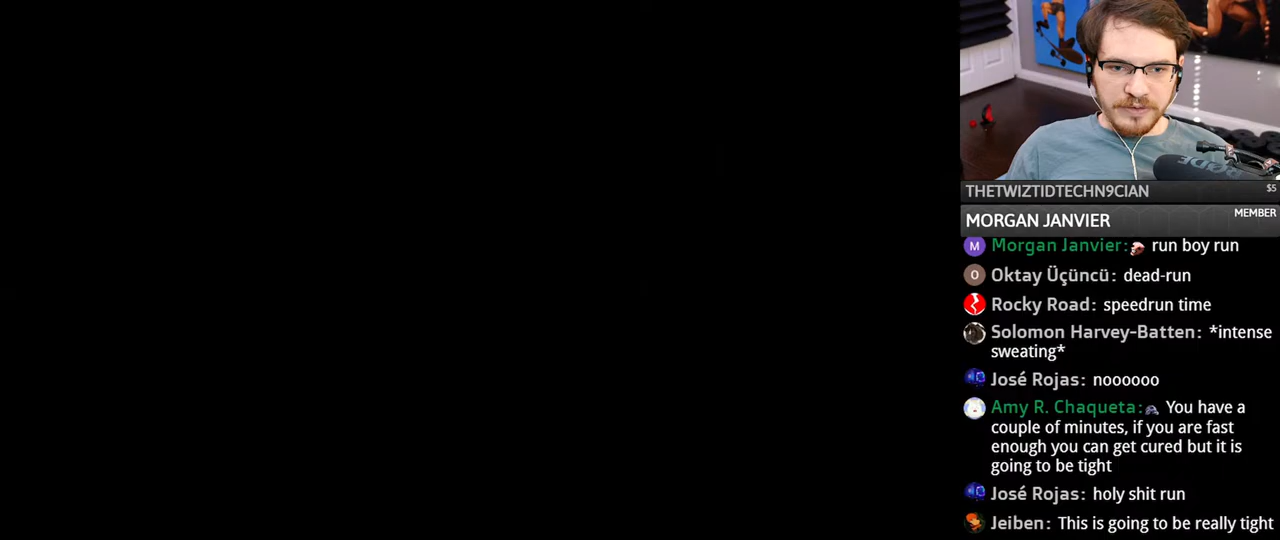 THETWIZTIDTECHN9CIAN $5
MORGAN JANVIER MEMBER
M Morgan Janvier: run boy run
O Oktay Üçüncü: dead-run
Rocky Road: speedrun time
Solomon Harvey-Batten: *intense
sweating*
José Rojas: noooooo
Amy R. Chaqueta: You have a
couple of minutes, if you are fast
enough you can get cured but it is
going to be tight
José Rojas: holy shit run
Jeiben: This is going to be really tight